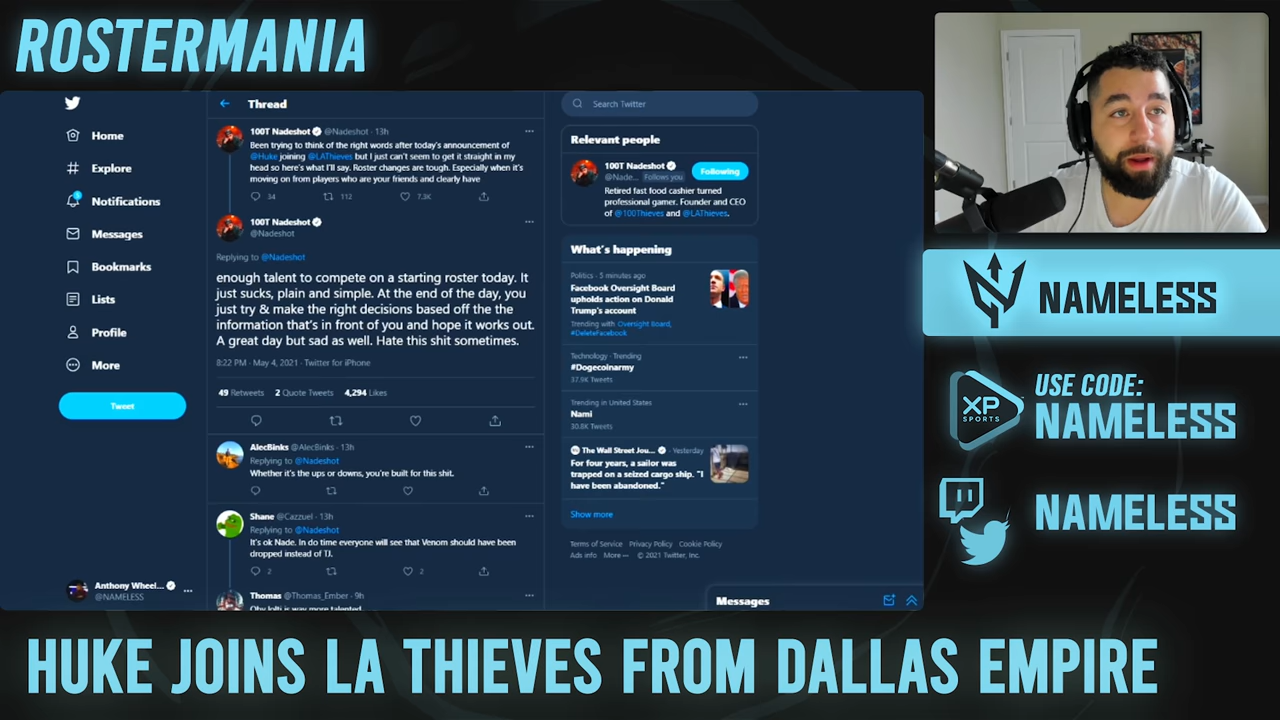 ROSTERMANIA
Home
Explore
Notifications
Messages
Bookmarks
Lists
Profile
More
Tweet
Anthony Wheel...
@NAMELESS
Thread
100T Nadeshot @Nadeshot · 13h
Been trying to think of the right words after today's announcement of
@Huke joining @LAThieves but I just can't seem to get it straight in my
head so here's what I'll say. Roster changes are tough. Especially when it's
moving on from players who are your friends and clearly have
34 112 7.3K
100T Nadeshot
@Nadeshot
Replying to @Nadeshot
enough talent to compete on a starting roster today. It
just sucks, plain and simple. At the end of the day, you
just try & make the right decisions based off the the
information that's in front of you and hope it works out.
A great day but sad as well. Hate this shit sometimes.
8:22 PM · May 4, 2021 · Twitter for iPhone
49 Retweets 2 Quote Tweets 4,294 Likes
AlecBinks @AlecBinks · 13h
Replying to @Nadeshot
Whether it's the ups or downs, you're built for this shit.
Shane @Cazzuel · 13h
Replying to @Nadeshot
It's ok Nade. In do time everyone will see that Venom should have been
dropped instead of TJ.
2 2
Thomas @Thomas_Ember · 9h
Search Twitter
Relevant people
100T Nadeshot
@Nade... Follows you
Following
Retired fast food cashier turned
professional gamer. Founder and CEO
of @100Thieves and @LAThieves.
What's happening
Politics · 5 minutes ago
Facebook Oversight Board
upholds action on Donald
Trump's account
Trending with Oversight Board,
#DeleteFacebook
Technology · Trending
#Dogecoinarmy
37.9K Tweets
Trending in United States
Nami
30.8K Tweets
The Wall Street Jou... · Yesterday
For four years, a sailor was
trapped on a seized cargo ship. "I
have been abandoned."
Show more
Terms of Service Privacy Policy Cookie Policy
Ads info More © 2021 Twitter, Inc.
Messages
NAMELESS
XP
SPORTS
USE CODE:
NAMELESS
NAMELESS
HUKE JOINS LA THIEVES FROM DALLAS EMPIRE